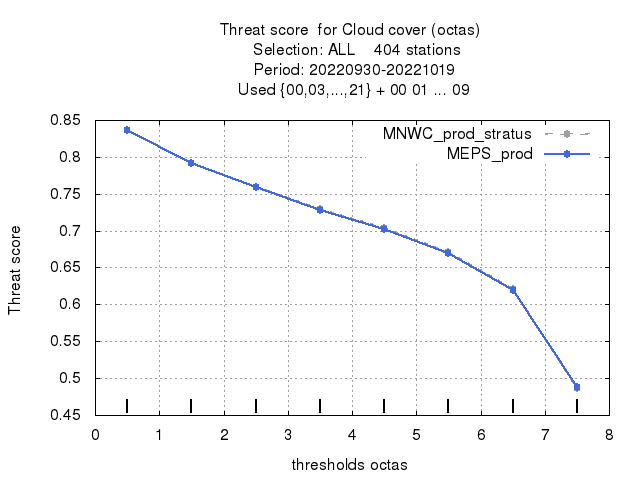 Threat score  for Cloud cover (octas)
Selection: ALL    404 stations
Period: 20220930-20221019
Used {00,03,...,21} + 00 01 ... 09
MNWC_prod_stratus
MEPS_prod
0.85
0.8
0.75
0.7
0.65
0.6
0.55
0.5
0.45
Threat score
0 1 2 3 4 5 6 7 8
thresholds octas